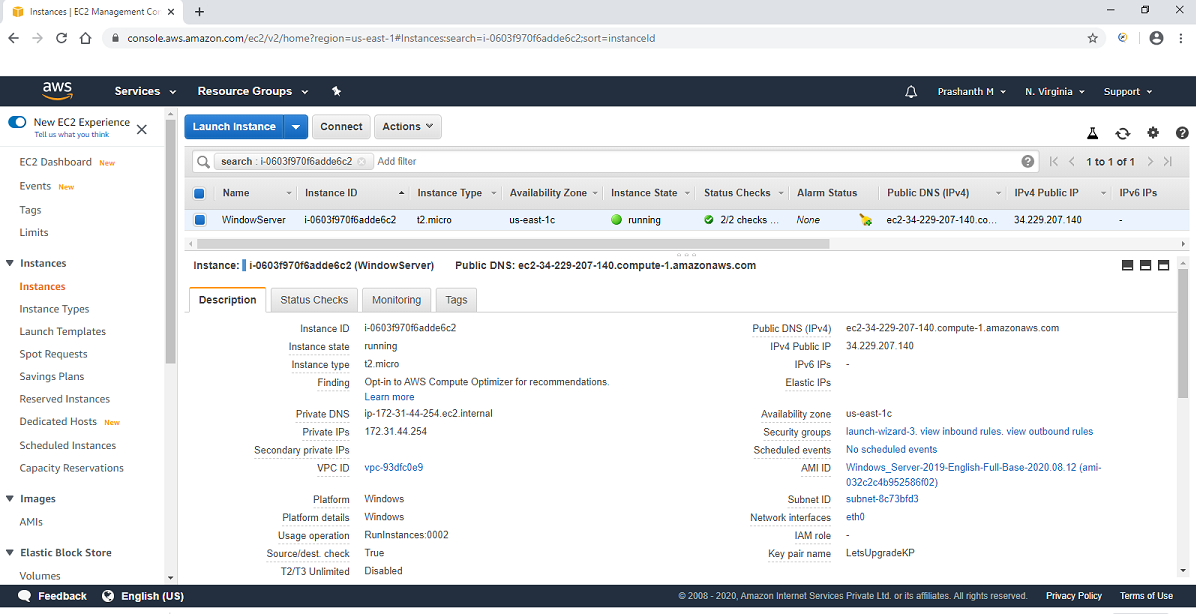 Instances | EC2 Management Con
console.aws.amazon.com/ec2/v2/home?region=us-east-1#Instances:search=i-0603f970f6adde6c2;sort=instanceId
aws Services Resource Groups Prashanth M N. Virginia Support
New EC2 Experience
Tell us what you think
EC2 Dashboard New
Events New
Tags
Limits
Instances
Instances
Instance Types
Launch Templates
Spot Requests
Savings Plans
Reserved Instances
Dedicated Hosts New
Scheduled Instances
Capacity Reservations
Images
AMIs
Elastic Block Store
Volumes
Launch Instance Connect Actions
search : i-0603f970f6adde6c2 Add filter 1 to 1 of 1
Name Instance ID Instance Type Availability Zone Instance State Status Checks Alarm Status Public DNS (IPv4) IPv4 Public IP IPv6 IPs
WindowServer i-0603f970f6adde6c2 t2.micro us-east-1c running 2/2 checks ... None ec2-34-229-207-140.co... 34.229.207.140 -
Instance: i-0603f970f6adde6c2 (WindowServer) Public DNS: ec2-34-229-207-140.compute-1.amazonaws.com
Description Status Checks Monitoring Tags
Instance ID i-0603f970f6adde6c2
Instance state running
Instance type t2.micro
Finding Opt-in to AWS Compute Optimizer for recommendations.
Learn more
Private DNS ip-172-31-44-254.ec2.internal
Private IPs 172.31.44.254
Secondary private IPs
VPC ID vpc-93dfc0e9
Platform Windows
Platform details Windows
Usage operation RunInstances:0002
Source/dest. check True
T2/T3 Unlimited Disabled
Public DNS (IPv4) ec2-34-229-207-140.compute-1.amazonaws.com
IPv4 Public IP 34.229.207.140
IPv6 IPs -
Elastic IPs
Availability zone us-east-1c
Security groups launch-wizard-3. view inbound rules. view outbound rules
Scheduled events No scheduled events
AMI ID Windows_Server-2019-English-Full-Base-2020.08.12 (ami-
032c2c4b952586f02)
Subnet ID subnet-8c73bfd3
Network interfaces eth0
IAM role -
Key pair name LetsUpgradeKP
Feedback English (US) © 2008 - 2020, Amazon Internet Services Private Ltd. or its affiliates. All rights reserved. Privacy Policy Terms of Use